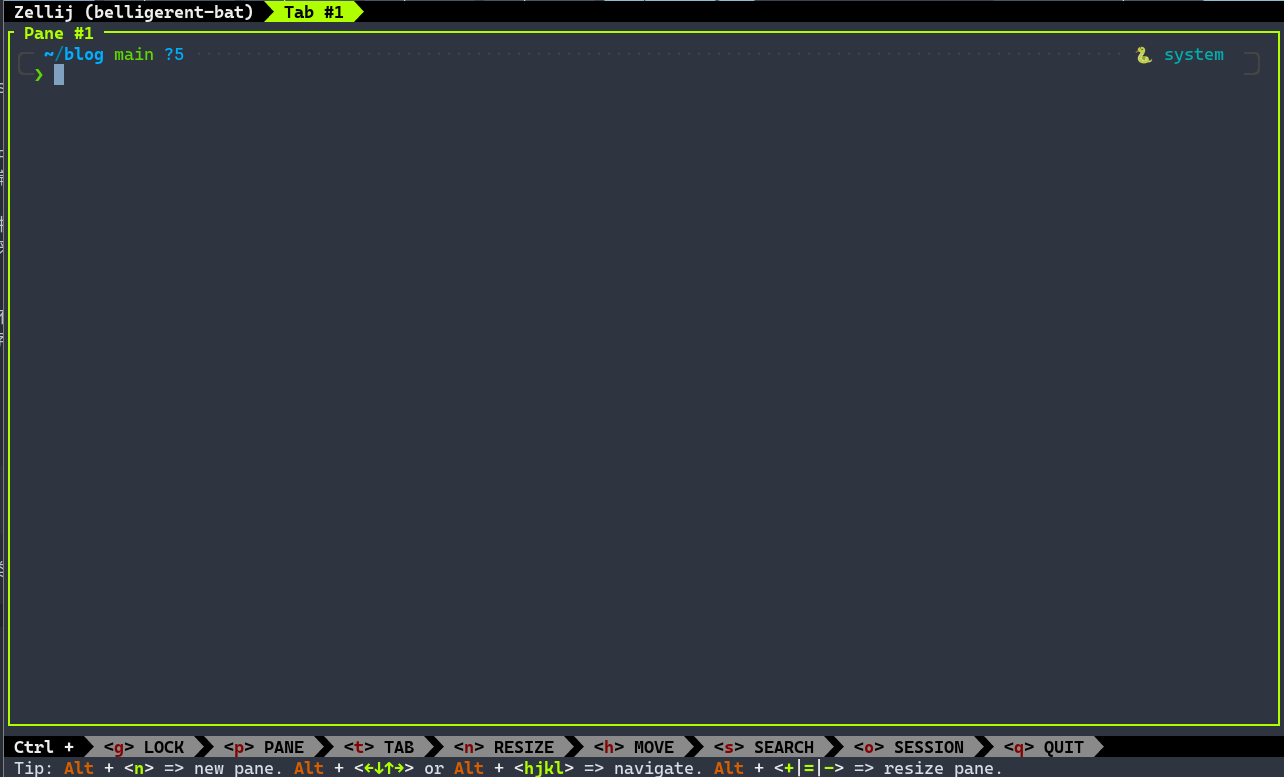 Zellij (belligerent-bat) Tab #1
Pane #1
~/blog main ?5 🐍 system
❯
Ctrl + <g> LOCK <p> PANE <t> TAB <n> RESIZE <h> MOVE <s> SEARCH <o> SESSION <q> QUIT
Tip: Alt + <n> => new pane. Alt + <←↓↑→> or Alt + <hjkl> => navigate. Alt + <+|=|-> => resize pane.